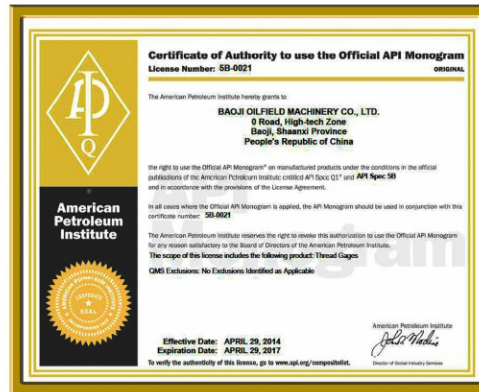 Certificate of Authority to use the Official API Monogram
License Number: 5B-0021
ORIGINAL
The American Petroleum Institute hereby grants to
BAOJI OILFIELD MACHINERY CO., LTD.
0 Road, High-tech Zone
Baoji, Shaanxi Province
People's Republic of China
the right to use the Official API Monogram® on manufactured products under the conditions in the official
publications of the American Petroleum Institute entitled API Spec Q1® and API Spec 5B
and in accordance with the provisions of the License Agreement.
In all cases where the Official API Monogram is applied, the API Monogram should be used in conjunction with this
certificate number: 5B-0021
The American Petroleum Institute reserves the right to revoke this authorization to use the Official API Monogram
for any reason satisfactory to the Board of Directors of the American Petroleum Institute.
The scope of this license includes the following product: Thread Gages
QMS Exclusions: No Exclusions Identified as Applicable
API
Monogram
Q
American
Petroleum
Institute
AMERICAN PETROLEUM INSTITUTE
CORPORATE
SEAL
Effective Date: APRIL 29, 2014
Expiration Date: APRIL 29, 2017
To verify the authenticity of this license, go to www.api.org/compositelist.
American Petroleum Institute
Director of Global Industry Services